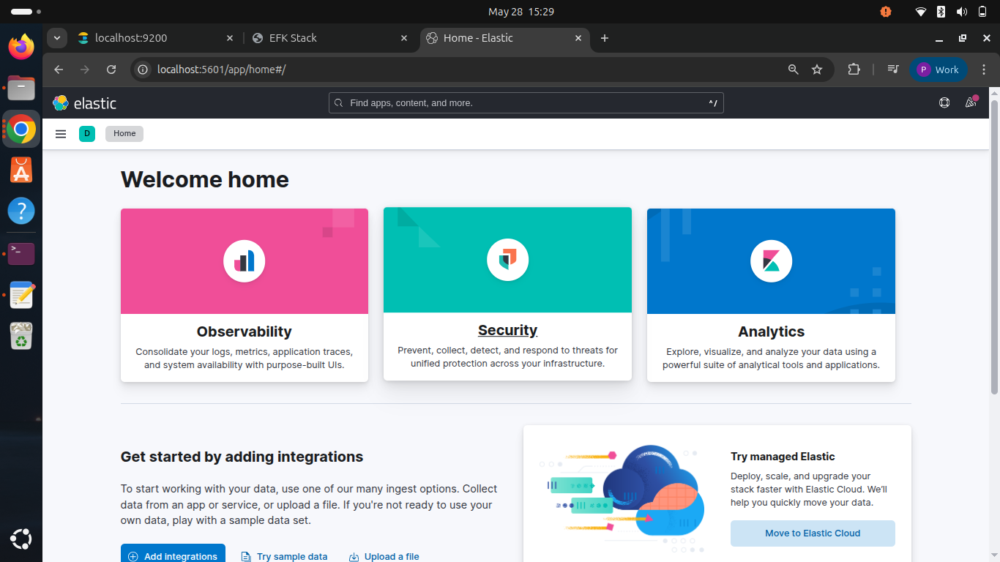 May 28 15:29
localhost:9200
EFK Stack
Home - Elastic
localhost:5601/app/home#/
P Work
elastic
Find apps, content, and more.
^/
D
Home
Welcome home
Observability
Consolidate your logs, metrics, application traces,
and system availability with purpose-built UIs.
Security
Prevent, collect, detect, and respond to threats for
unified protection across your infrastructure.
Analytics
Explore, visualize, and analyze your data using a
powerful suite of analytical tools and applications.
Get started by adding integrations
To start working with your data, use one of our many ingest options. Collect
data from an app or service, or upload a file. If you're not ready to use your
own data, play with a sample data set.
Add integrations
Try sample data
Upload a file
Try managed Elastic
Deploy, scale, and upgrade your
stack faster with Elastic Cloud. We'll
help you quickly move your data.
Move to Elastic Cloud